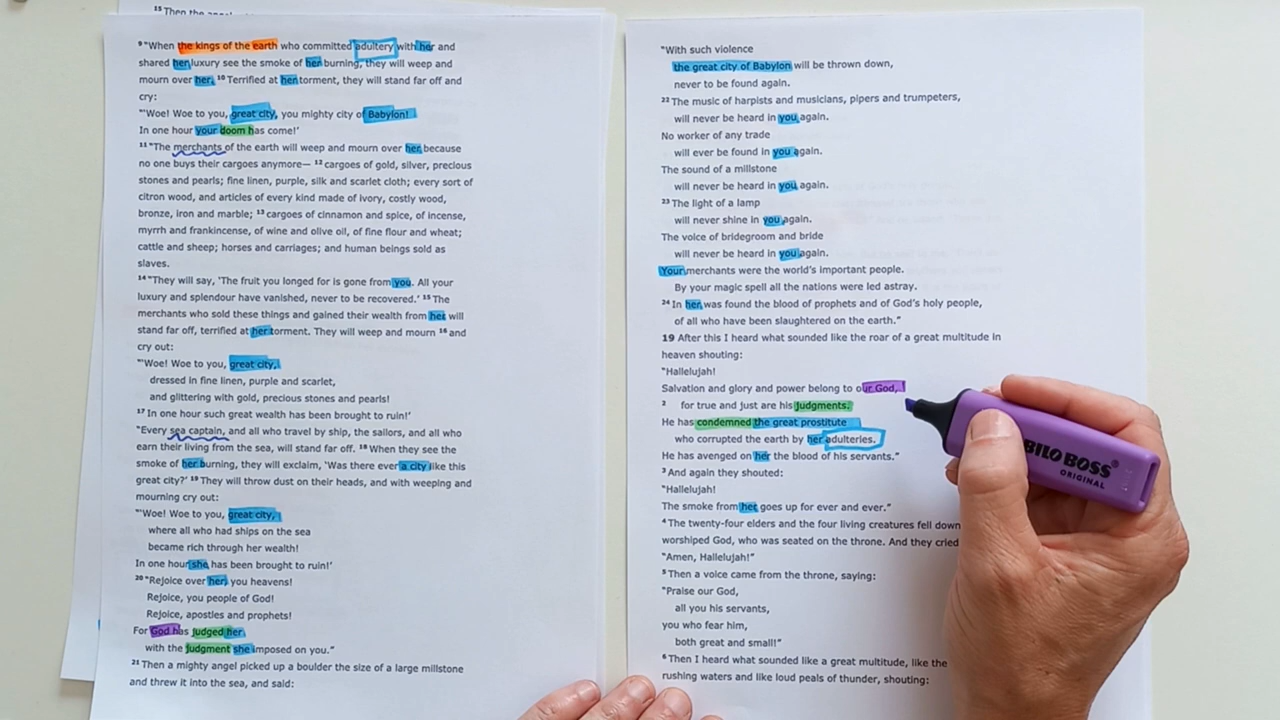 15 Then the
9 "When the kings of the earth who committed adultery with her and
shared her luxury see the smoke of her burning, they will weep and
mourn over her. 10 Terrified at her torment, they will stand far off and
cry:
"'Woe! Woe to you, great city, you mighty city of Babylon!
In one hour your doom has come!'
11 "The merchants of the earth will weep and mourn over her because
no one buys their cargoes anymore— 12 cargoes of gold, silver, precious
stones and pearls; fine linen, purple, silk and scarlet cloth; every sort of
citron wood, and articles of every kind made of ivory, costly wood,
bronze, iron and marble; 13 cargoes of cinnamon and spice, of incense,
myrrh and frankincense, of wine and olive oil, of fine flour and wheat;
cattle and sheep; horses and carriages; and human beings sold as
slaves.
14 "They will say, 'The fruit you longed for is gone from you. All your
luxury and splendour have vanished, never to be recovered.' 15 The
merchants who sold these things and gained their wealth from her will
stand far off, terrified at her torment. They will weep and mourn 16 and
cry out:
"'Woe! Woe to you, great city,
dressed in fine linen, purple and scarlet,
and glittering with gold, precious stones and pearls!
17 In one hour such great wealth has been brought to ruin!'
"Every sea captain, and all who travel by ship, the sailors, and all who
earn their living from the sea, will stand far off. 18 When they see the
smoke of her burning, they will exclaim, 'Was there ever a city like this
great city?' 19 They will throw dust on their heads, and with weeping and
mourning cry out:
"'Woe! Woe to you, great city,
where all who had ships on the sea
became rich through her wealth!
In one hour she has been brought to ruin!'
20 "Rejoice over her, you heavens!
Rejoice, you people of God!
Rejoice, apostles and prophets!
For God has judged her
with the judgment she imposed on you."
21 Then a mighty angel picked up a boulder the size of a large millstone
and threw it into the sea, and said:
"With such violence
the great city of Babylon will be thrown down,
never to be found again.
22 The music of harpists and musicians, pipers and trumpeters,
will never be heard in you again.
No worker of any trade
will ever be found in you again.
The sound of a millstone
will never be heard in you again.
23 The light of a lamp
will never shine in you again.
The voice of bridegroom and bride
will never be heard in you again.
Your merchants were the world's important people.
By your magic spell all the nations were led astray.
24 In her was found the blood of prophets and of God's holy people,
of all who have been slaughtered on the earth."
19 After this I heard what sounded like the roar of a great multitude in
heaven shouting:
"Hallelujah!
Salvation and glory and power belong to our God,
2 for true and just are his judgments.
He has condemned the great prostitute
who corrupted the earth by her adulteries.
He has avenged on her the blood of his servants."
3 And again they shouted:
"Hallelujah!
The smoke from her goes up for ever and ever."
4 The twenty-four elders and the four living creatures fell down
worshiped God, who was seated on the throne. And they cried
"Amen, Hallelujah!"
5 Then a voice came from the throne, saying:
"Praise our God,
all you his servants,
you who fear him,
both great and small!"
6 Then I heard what sounded like a great multitude, like the
rushing waters and like loud peals of thunder, shouting:
BILO BOSS
ORIGINAL